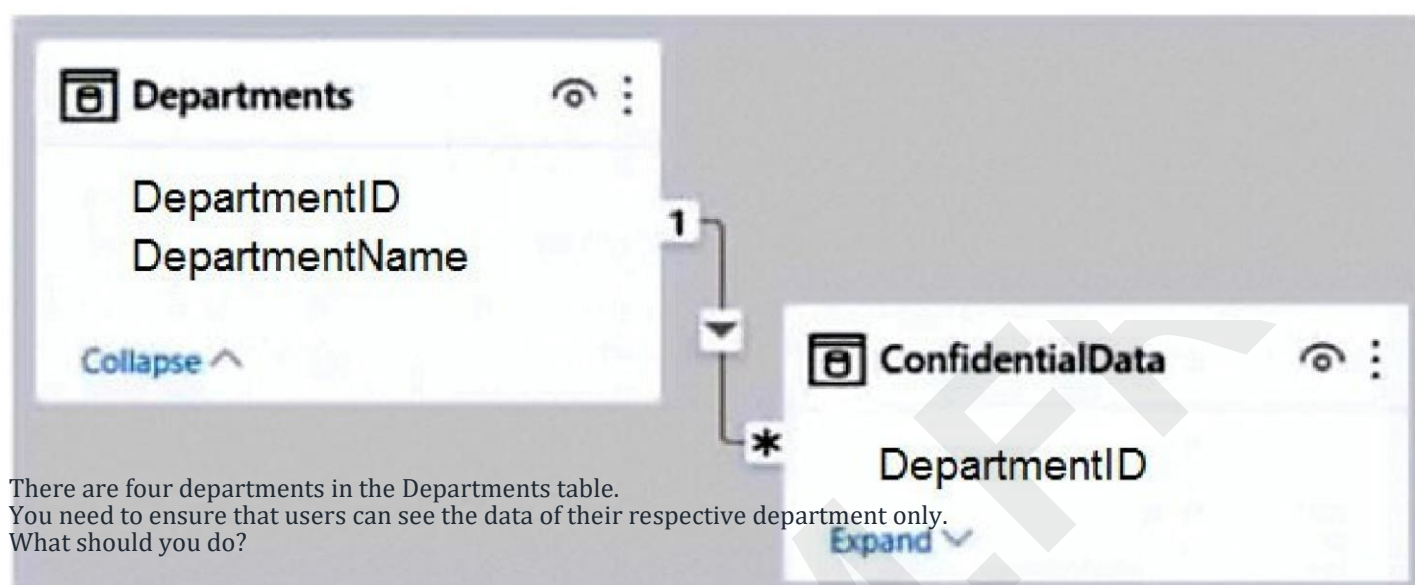 Departments
DepartmentID
DepartmentName
Collapse
1
*
ConfidentialData
DepartmentID
Expand
There are four departments in the Departments table.
You need to ensure that users can see the data of their respective department only.
What should you do?